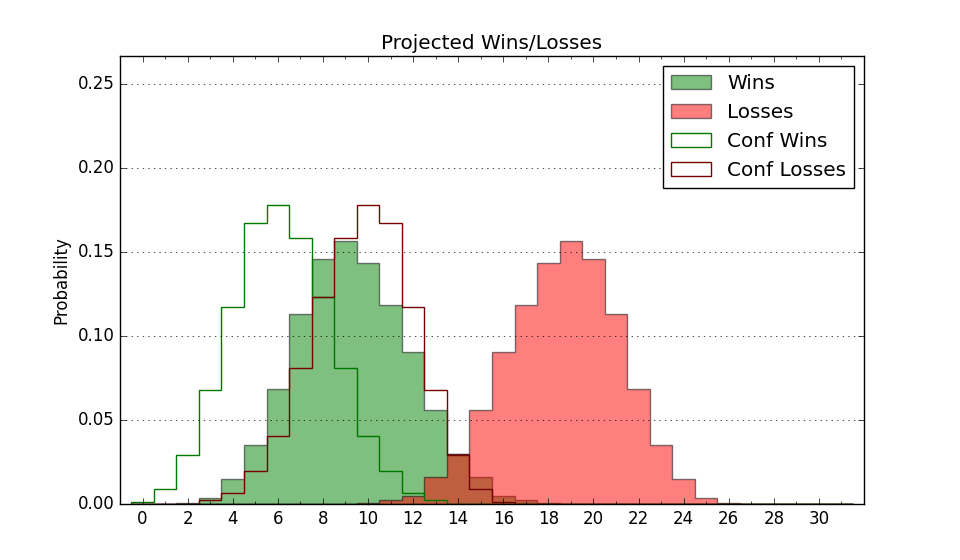 Projected Wins/Losses
0.25
0.20
0.15
0.10
0.05
0.00
Probability
Wins
Losses
Conf Wins
Conf Losses
0 2 4 6 8 10 12 14 16 18 20 22 24 26 28 30